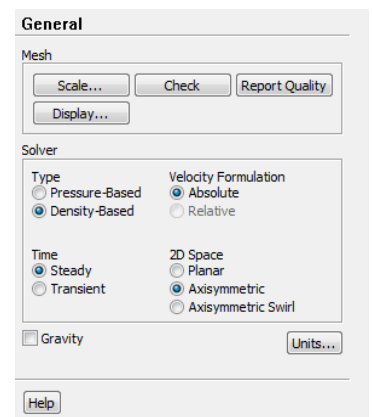 General
Mesh
Scale... Check Report Quality
Display...
Solver
Type Velocity Formulation
Pressure-Based Absolute
Density-Based Relative
Time 2D Space
Steady Planar
Transient Axisymmetric
Axisymmetric Swirl
Gravity Units...
Help